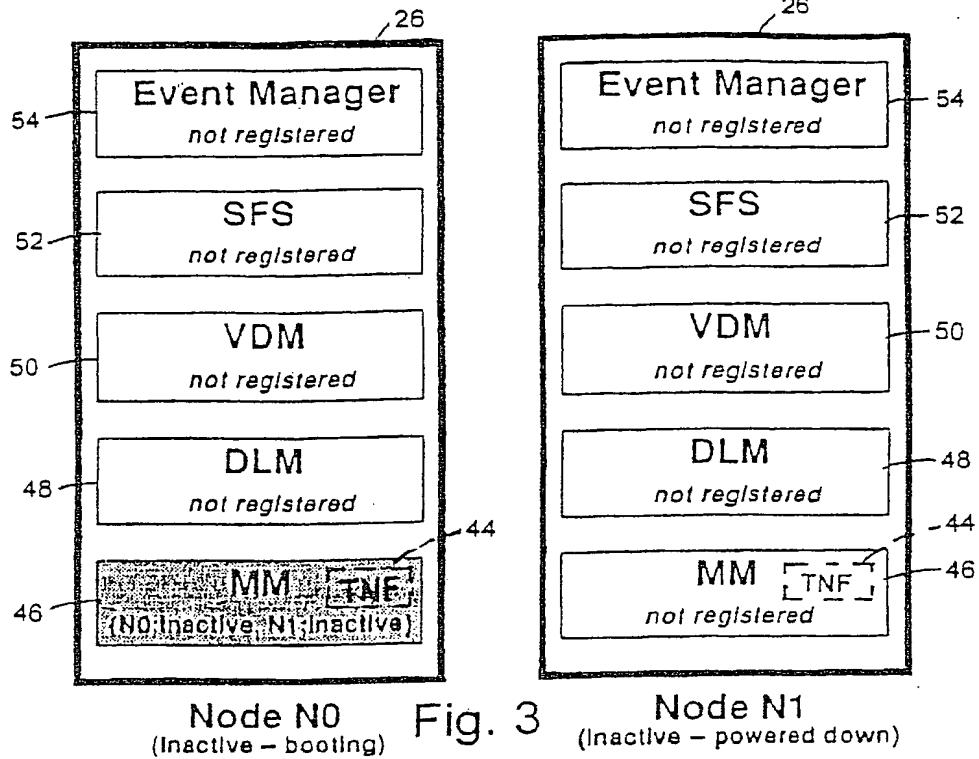 26
54
Event Manager
not registered
52
SFS
not registered
50
VDM
not registered
48
DLM
not registered
44
46
MM
TNF
(N0;Inactive, N1;Inactive)
Node N0
(Inactive – booting)
26
Event Manager
not registered
54
SFS
not registered
52
VDM
not registered
50
DLM
not registered
48
44
MM
TNF
46
not registered
Node N1
(Inactive – powered down)
Fig. 3